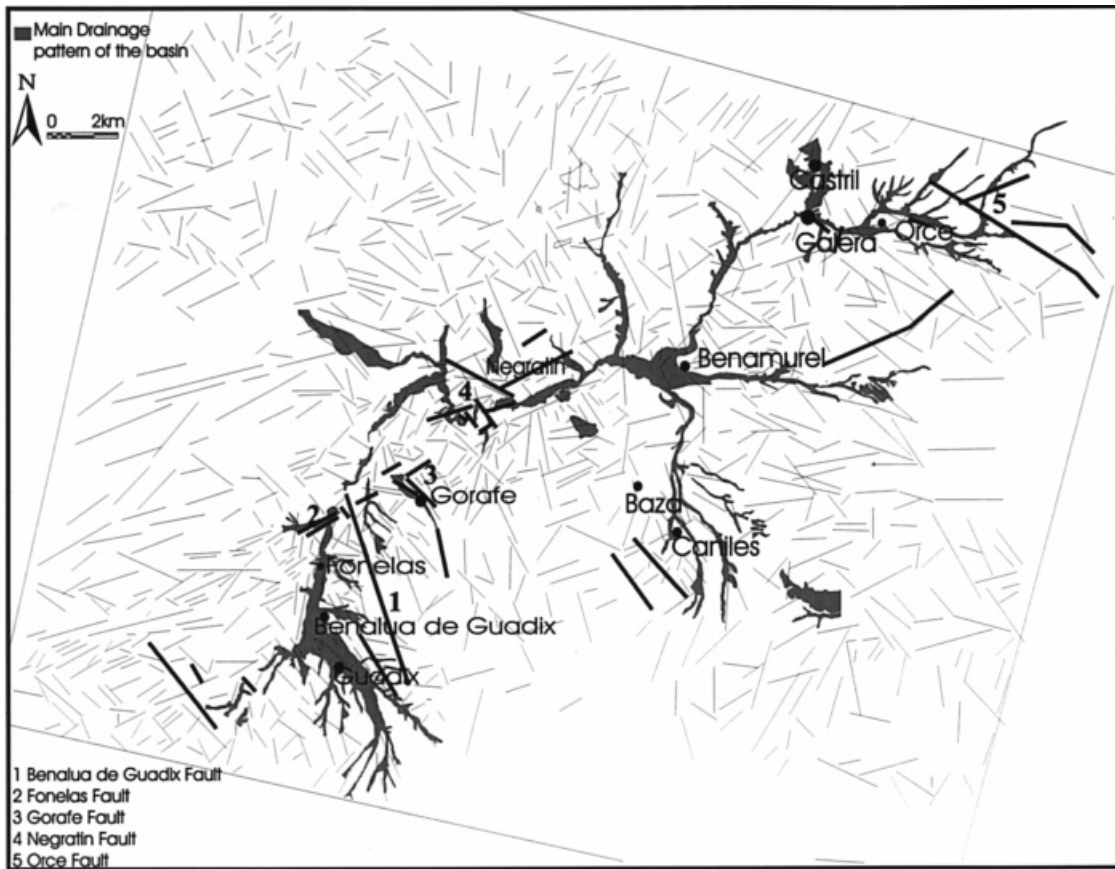 Main Drainage
pattern of the basin
N
0 2km
Castril
5
Galera
Orce
Negratin
Benamurel
4
3
Gorafe
Baza
2
Caniles
Fonelas
1
Benalua de Guadix
Guadix
1 Benalua de Guadix Fault
2 Fonelas Fault
3 Gorafe Fault
4 Negratin Fault
5 Orce Fault